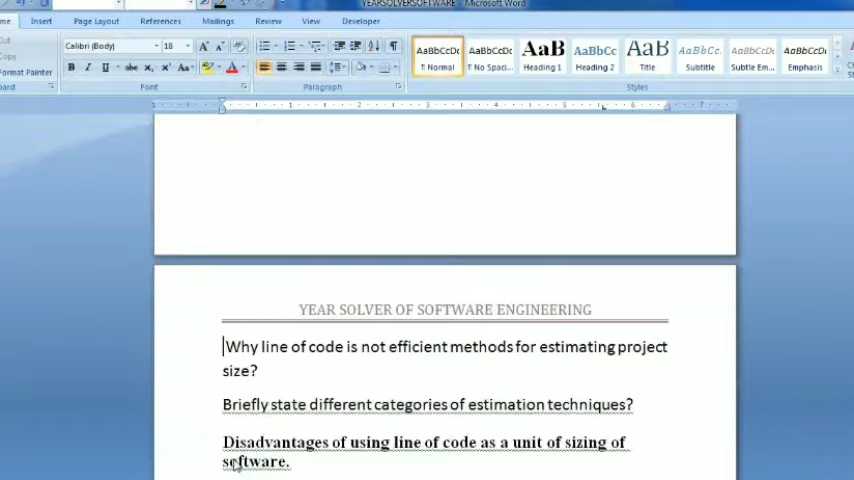 YEARSOLVERSOFTWARE - Microsoft Word
Insert Page Layout References Mailings Review View Developer
Format Painter
Calibri (Body) 18
Font Paragraph Styles
AaBbCcDc AaBbCcDc AaB AaBbCc AaB AaBbCc. AaBbCcDc AaBbCcDc
¶ Normal ¶ No Spaci... Heading 1 Heading 2 Title Subtitle Subtle Em... Emphasis
YEAR SOLVER OF SOFTWARE ENGINEERING
Why line of code is not efficient methods for estimating project
size?
Briefly state different categories of estimation techniques?
Disadvantages of using line of code as a unit of sizing of
software.